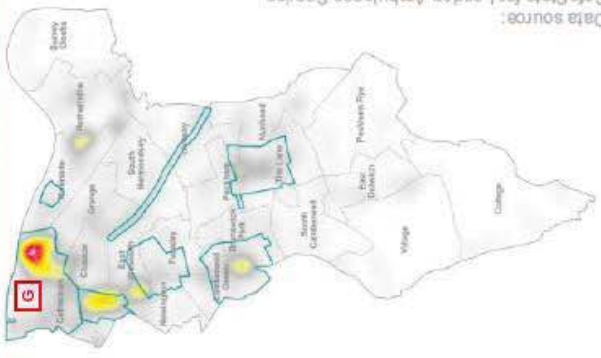 Data source:
Surrey
Docks
Rotherhithe
Riverside
South
Bermondsey
Livesey
Grange
G
Cathedrals
Chaucer
East
Walworth
Faraday
Newington
Peckham
Nunhead
The Lane
Brunswick
Park
Camberwell
Green
Peckham Rye
South
Camberwell
East
Dulwich
Village
College